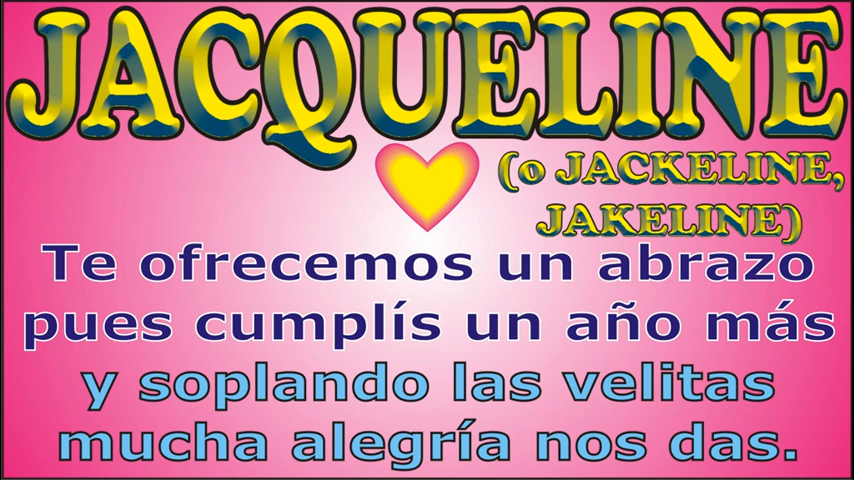 JACQUELINE
(o JACKELINE,
JAKELINE)
Te ofrecemos un abrazo
pues cumplís un año más
y soplando las velitas
mucha alegría nos das.